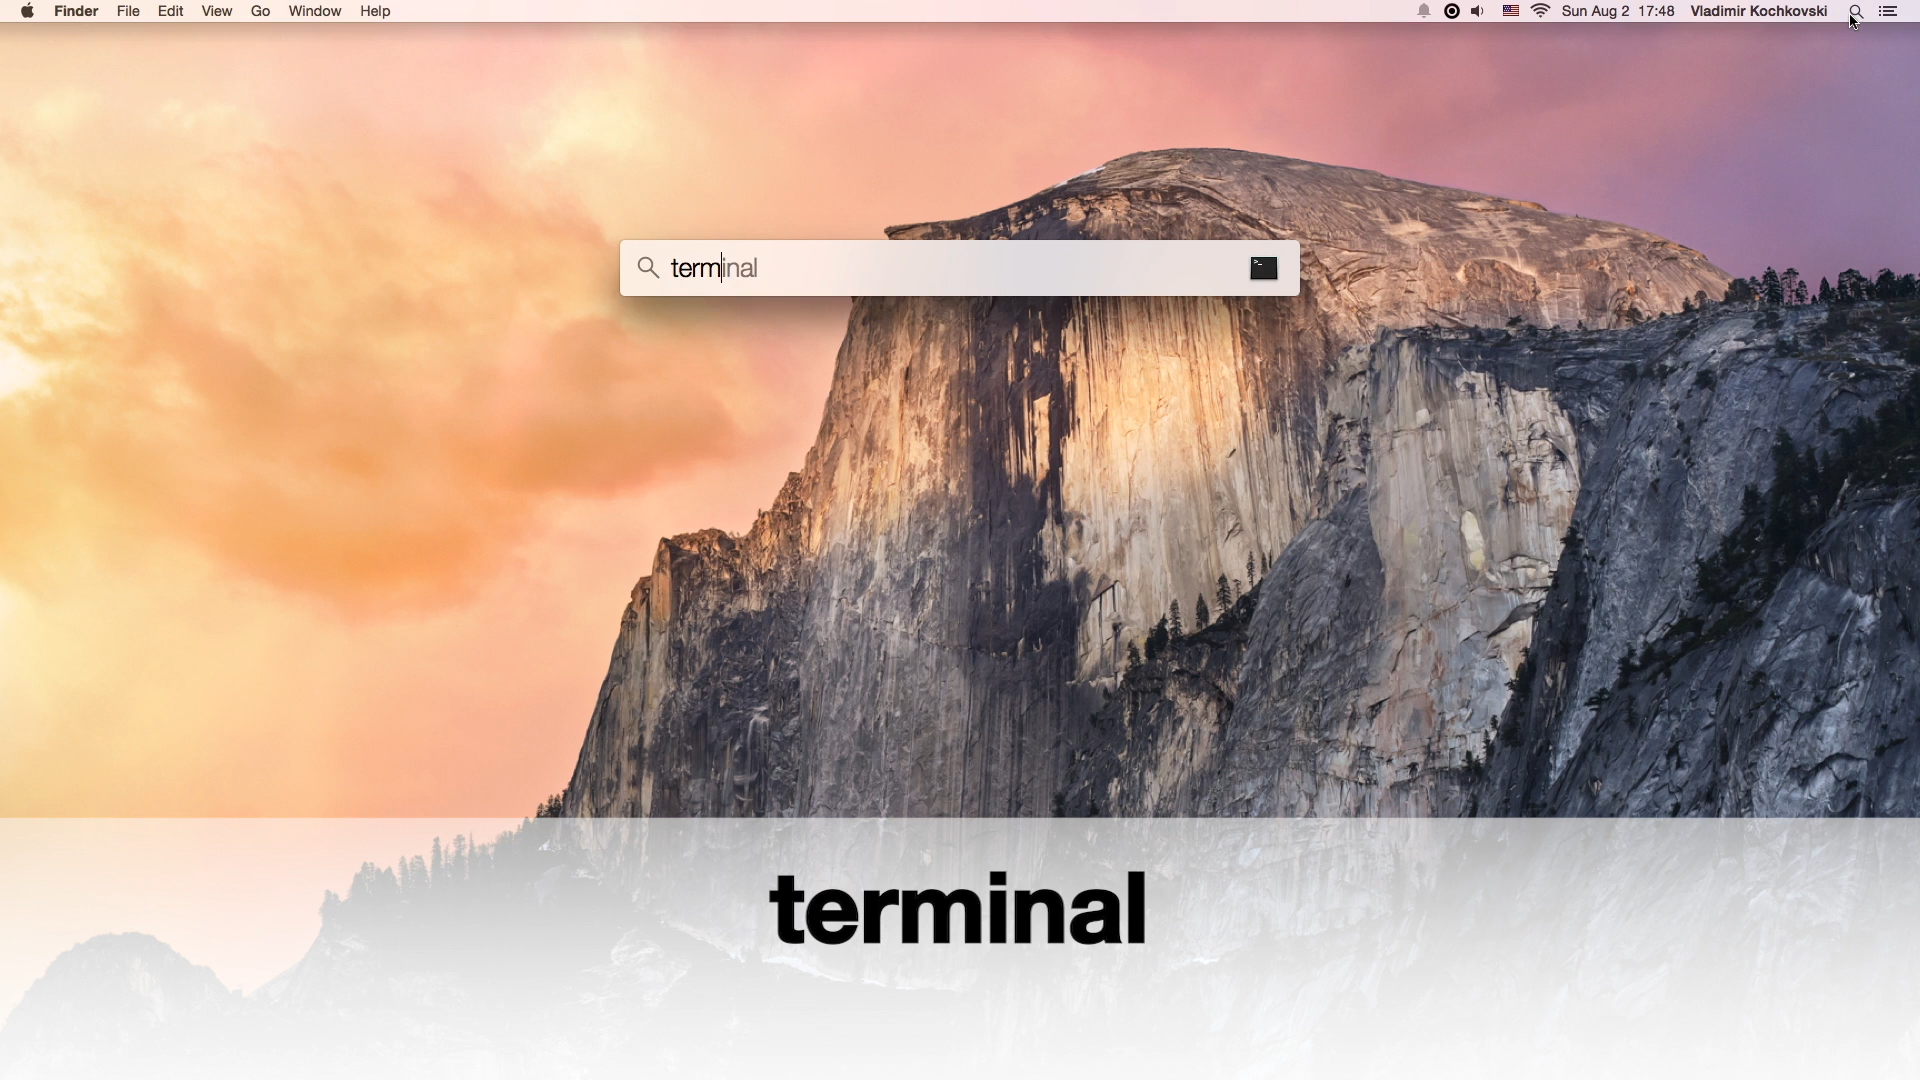 Finder File Edit View Go Window Help Sun Aug 2 17:48 Vladimir Kochkovski
terminal
terminal